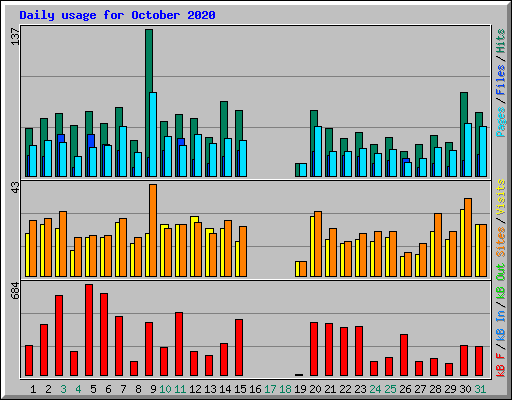 Daily usage for October 2020
137
Pages / Files / Hits
43
Sites / Visits
684
kB F / kB In / kB Out
1 2 3 4 5 6 7 8 9 10 11 12 13 14 15 16 17 18 19 20 21 22 23 24 25 26 27 28 29 30 31